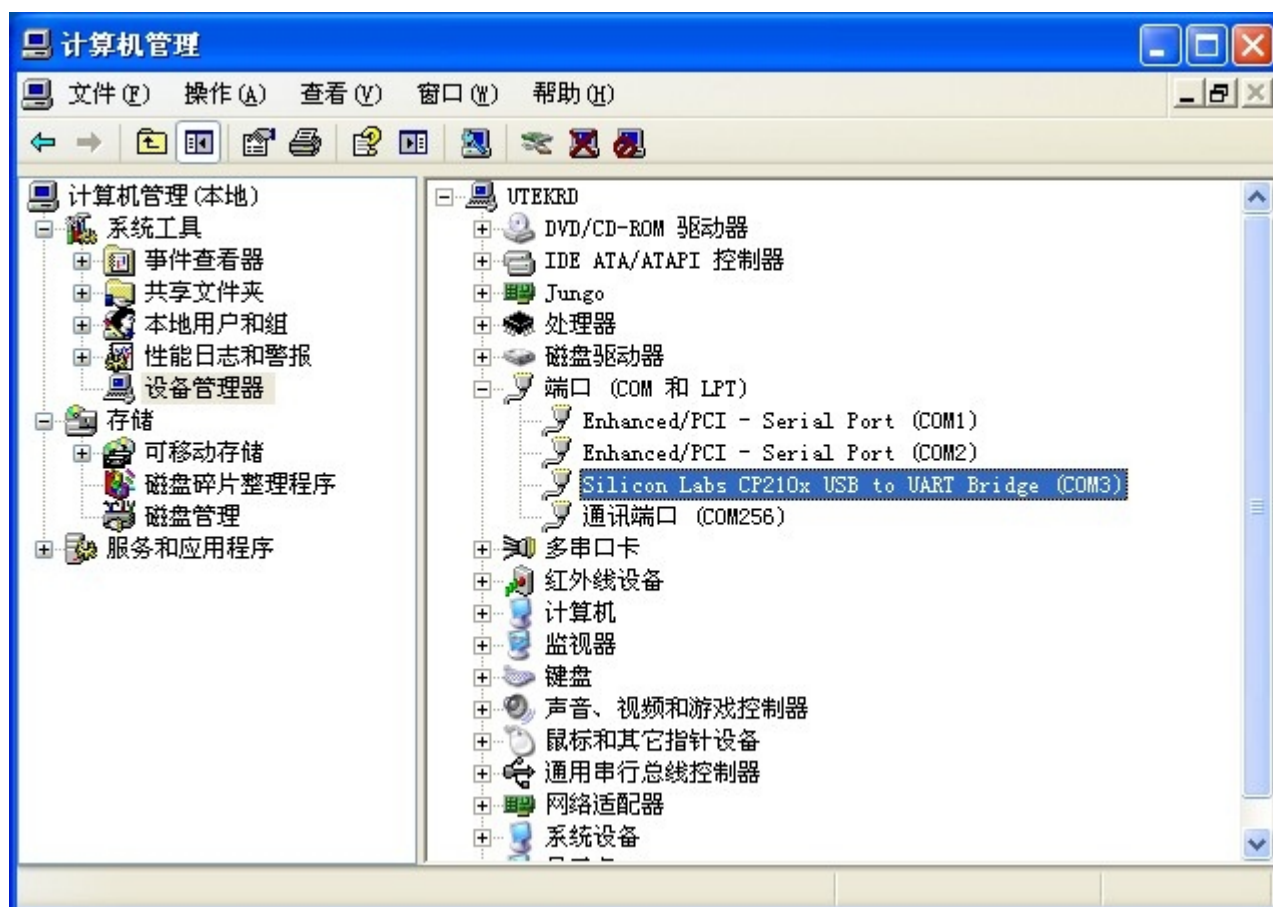 计算机管理
文件(F) 操作(A) 查看(V) 窗口(W) 帮助(H)
计算机管理(本地)
系统工具
事件查看器
共享文件夹
本地用户和组
性能日志和警报
设备管理器
存储
可移动存储
磁盘碎片整理程序
磁盘管理
服务和应用程序
UTEKRD
DVD/CD-ROM 驱动器
IDE ATA/ATAPI 控制器
Jungo
处理器
磁盘驱动器
端口 (COM 和 LPT)
Enhanced/PCI - Serial Port (COM1)
Enhanced/PCI - Serial Port (COM2)
Silicon Labs CP210x USB to UART Bridge (COM3)
通讯端口 (COM256)
多串口卡
红外线设备
计算机
监视器
键盘
声音、视频和游戏控制器
鼠标和其它指针设备
通用串行总线控制器
网络适配器
系统设备